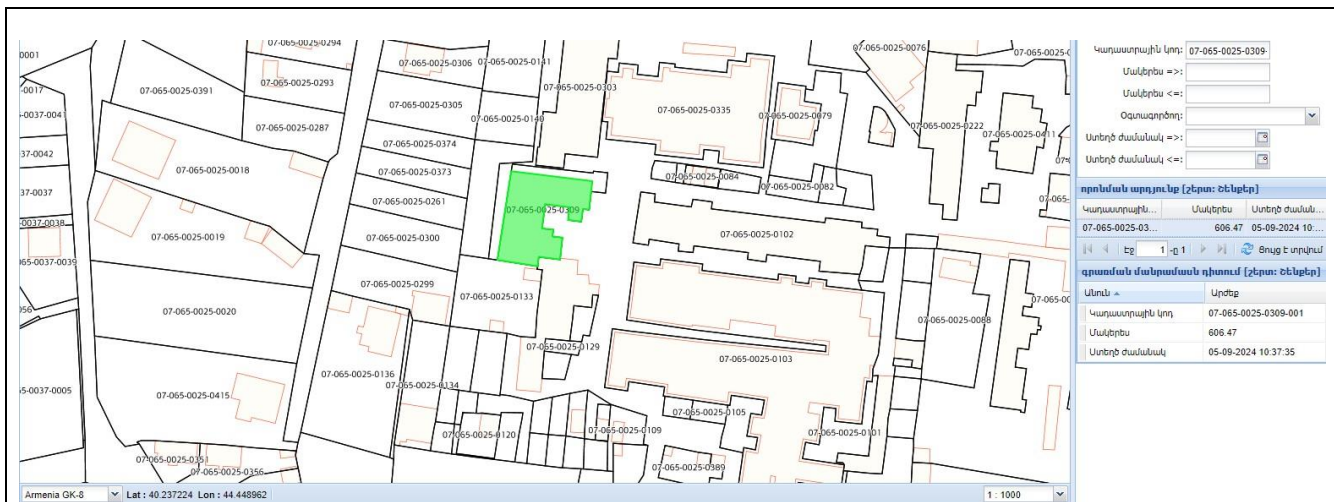 07-065-0025-0294
07-065-0025-0306
07-065-0025-0141
07-065-0025-0076
0001
07-065-0025-0293
07-065-0025-0303
07-065-0025-0391
07-065-0025-0305
07-065-0025-0335
07-065-0025-0079
07-065-0025-0140
07-065-0025-0222
07-065-0025-0411
07-065-0025-0287
07-065-0025-0374
37-0042
07-065-0025-0018
07-065-0025-0373
07-065-0025-0084
07-065-0025-0082
07-065-0025-0261
07-065-0025-0309
07-065-0025-0019
07-065-0025-0300
07-065-0025-0102
07-065-0025-0299
07-065-0025-0133
07-065-0025-0020
07-065-0025-0088
07-065-0025-0129
07-065-0025-0103
07-065-0025-0136
07-065-0025-0134
65-0037-0005
07-065-0025-0415
07-065-0025-0105
07-065-0025-0120
07-065-0025-0109
07-065-0025-0101
07-065-0025-0351
07-065-0025-0356
07-065-0025-0389
Armenia GK-8 Lat : 40.237224 Lon : 44.448962 1 : 1000
Կադաստրային կոդ: 07-065-0025-0309-
Մակերես =>:
Մակերես <=:
Օգտագործող:
Ստեղծ ժամանակ =>:
Ստեղծ ժամանակ <=:
որոնման արդյունք [շերտ: Շենքեր]
Կադաստրային... Մակերես Ստեղծ ժաման...
07-065-0025-03... 606.47 05-09-2024 10:...
Էջ 1 -ը 1 Ցույց է տրվում
գրառման մանրամասն դիտում [շերտ: Շենքեր]
Անուն Արժեք
Կադաստրային կոդ 07-065-0025-0309-001
Մակերես 606.47
Ստեղծ ժամանակ 05-09-2024 10:37:35